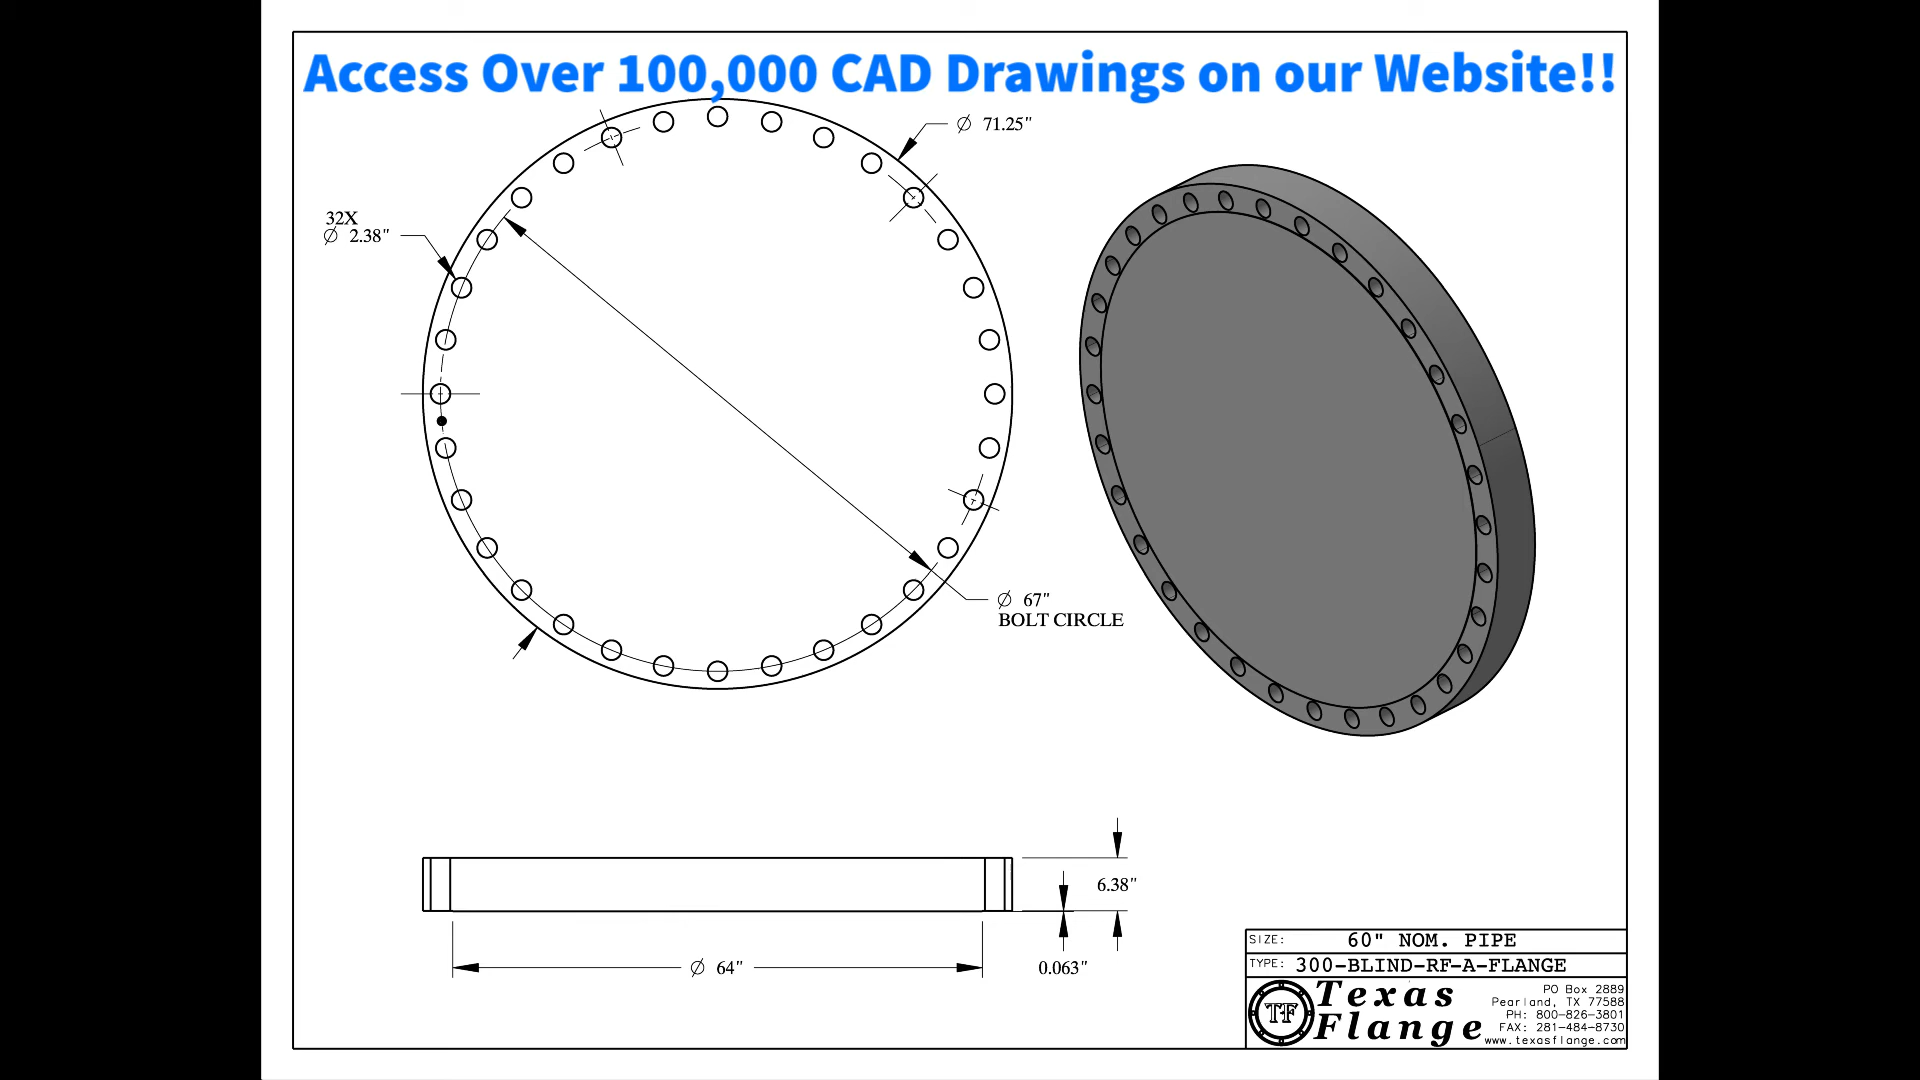 Access Over 100,000 CAD Drawings on our Website!!
∅ 71.25"
32X
∅ 2.38"
∅ 67"
BOLT CIRCLE
6.38"
∅ 64"
0.063"
SIZE: 60" NOM. PIPE
TYPE: 300-BLIND-RF-A-FLANGE
TF
Texas
Flange
PO Box 2889
Pearland, TX 77588
PH: 800-826-3801
FAX: 281-484-8730
www.texasflange.com